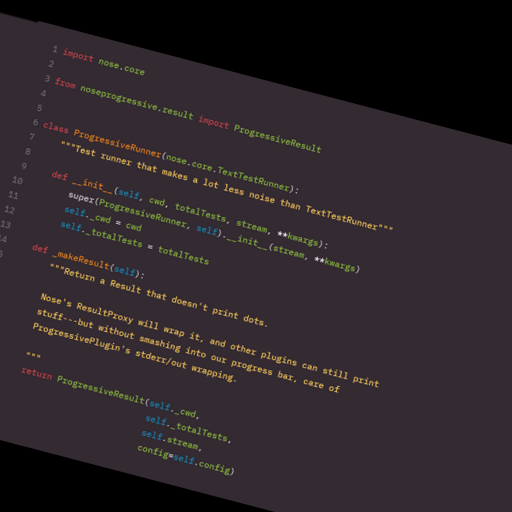 1 import nose.core
2
3 from noseprogressive.result import ProgressiveResult
4
5
6 class ProgressiveRunner(nose.core.TextTestRunner):
7 """Test runner that makes a lot less noise than TextTestRunner"""
8
9 def __init__(self, cwd, totalTests, stream, **kwargs):
10 super(ProgressiveRunner, self).__init__(stream, **kwargs)
11 self._cwd = cwd
12 self._totalTests = totalTests
13
14 def _makeResult(self):
"""Return a Result that doesn't print dots.
Nose's ResultProxy will wrap it, and other plugins can still print
stuff---but without smashing into our progress bar, care of
ProgressivePlugin's stderr/out wrapping.
"""
return ProgressiveResult(self._cwd,
self._totalTests,
self.stream,
config=self.config)